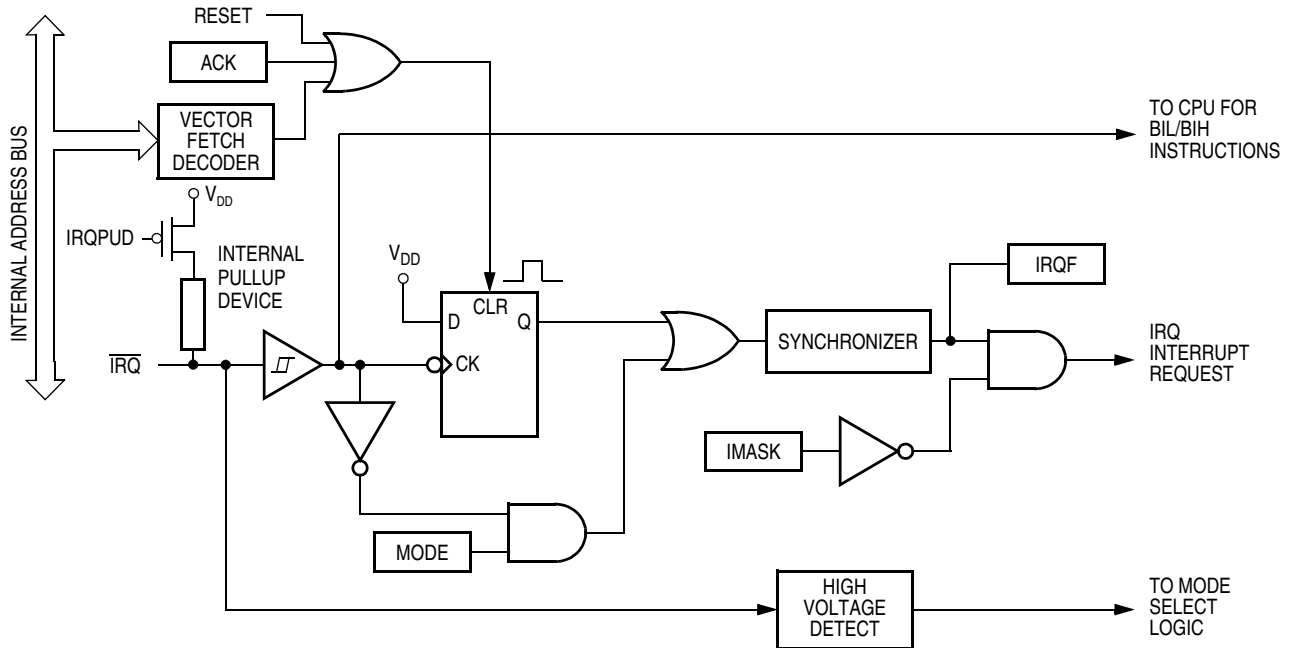 RESET
ACK
VECTOR
FETCH
DECODER
INTERNAL ADDRESS BUS
VDD
IRQPUD
INTERNAL
PULLUP
DEVICE
IRQ
VDD
D
CLR
Q
CK
TO CPU FOR
BIL/BIH
INSTRUCTIONS
IRQF
SYNCHRONIZER
IRQ
INTERRUPT
REQUEST
IMASK
MODE
HIGH
VOLTAGE
DETECT
TO MODE
SELECT
LOGIC